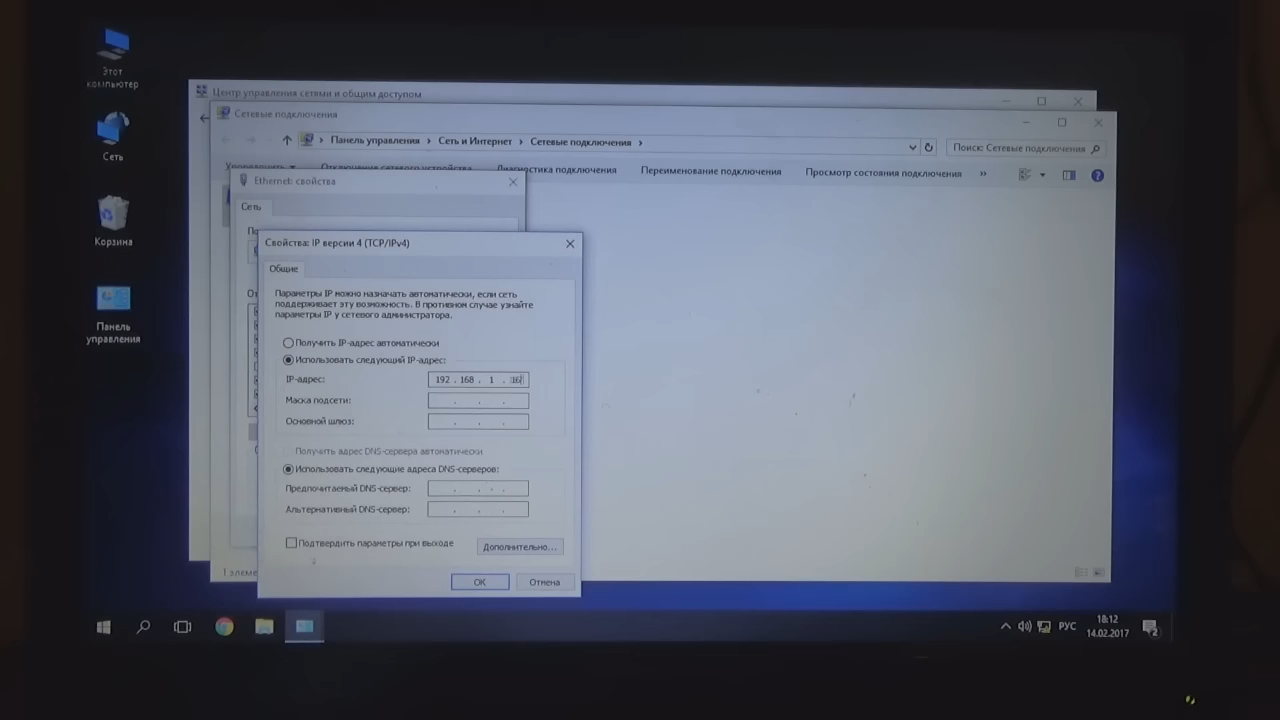 Этот
компьютер
Сеть
Корзина
Панель
управления
Центр управления сетями и общим доступом
Сетевые подключения
Панель управления > Сеть и Интернет > Сетевые подключения >
Поиск: Сетевые подключения
Диагностика подключения Переименование подключения Просмотр состояния подключения »
Ethernet: свойства
Сеть
Свойства: IP версии 4 (TCP/IPv4)
Общие
Параметры IP можно назначать автоматически, если сеть
поддерживает эту возможность. В противном случае узнайте
параметры IP у сетевого администратора.
Получить IP-адрес автоматически
Использовать следующий IP-адрес:
IP-адрес: 192 . 168 . 1 . 16
Маска подсети:
Основной шлюз:
Получить адрес DNS-сервера автоматически
Использовать следующие адреса DNS-серверов:
Предпочитаемый DNS-сервер:
Альтернативный DNS-сервер:
Подтвердить параметры при выходе
Дополнительно...
OK Отмена
1 элеме
РУС
18:12
14.02.2017
2